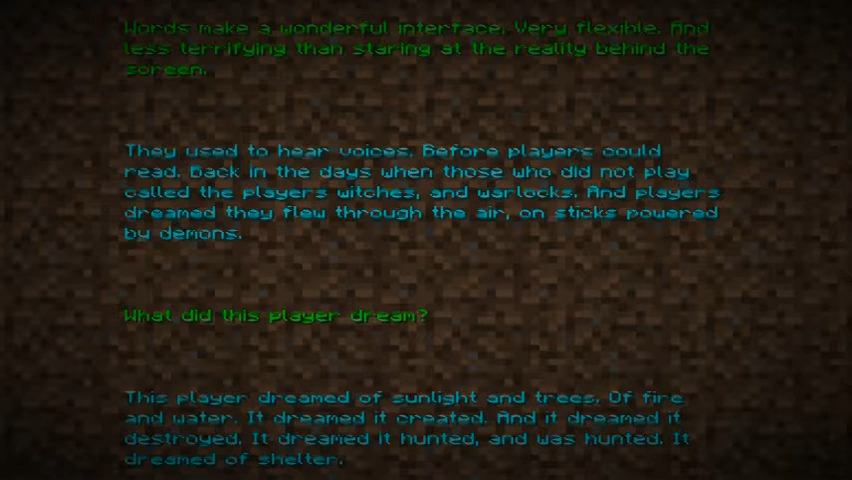 Words make a wonderful interface. Very flexible. And
less terrifying than staring at the reality behind the
screen.
They used to hear voices. Before players could
read. Back in the days when those who did not play
called the players witches, and warlocks. And players
dreamed they flew through the air, on sticks powered
by demons.
What did this player dream?
This player dreamed of sunlight and trees. Of fire
and water. It dreamed it created. And it dreamed it
destroyed. It dreamed it hunted, and was hunted. It
dreamed of shelter.